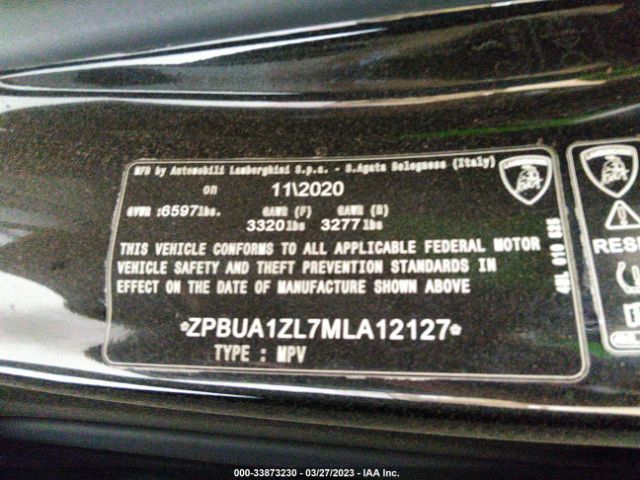 MFD by Automobili Lamborghini S.p.a. - S.Agata Bolognese (Italy)
on 11\2020
GVWR :6597lbs. GAWR (F) GAWR (R)
3320lbs 3277lbs
THIS VEHICLE CONFORMS TO ALL APPLICABLE FEDERAL MOTOR
VEHICLE SAFETY AND THEFT PREVENTION STANDARDS IN
EFFECT ON THE DATE OF MANUFACTURE SHOWN ABOVE
*ZPBUA1ZL7MLA12127*
TYPE : MPV
LAMBORGHINI
RES
000-33873230 - 03/27/2023 - IAA Inc.